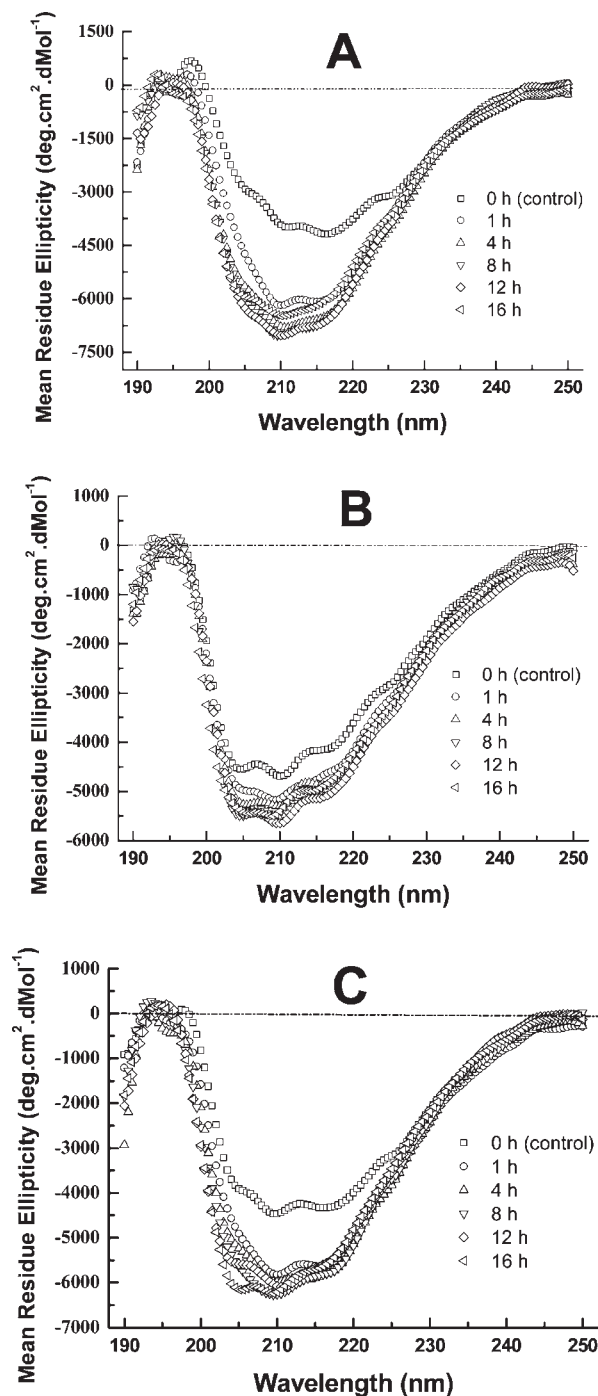 A
Mean Residue Ellipticity (deg.cm².dMol⁻¹)
1500
0
-1500
-3000
-4500
-6000
-7500
0 h (control)
1 h
4 h
8 h
12 h
16 h
190 200 210 220 230 240 250
Wavelength (nm)
B
Mean Residue Ellipticity (deg.cm².dMol⁻¹)
1000
0
-1000
-2000
-3000
-4000
-5000
-6000
0 h (control)
1 h
4 h
8 h
12 h
16 h
190 200 210 220 230 240 250
Wavelength (nm)
C
Mean Residue Ellipticity (deg.cm².dMol⁻¹)
1000
0
-1000
-2000
-3000
-4000
-5000
-6000
-7000
0 h (control)
1 h
4 h
8 h
12 h
16 h
190 200 210 220 230 240 250
Wavelength (nm)